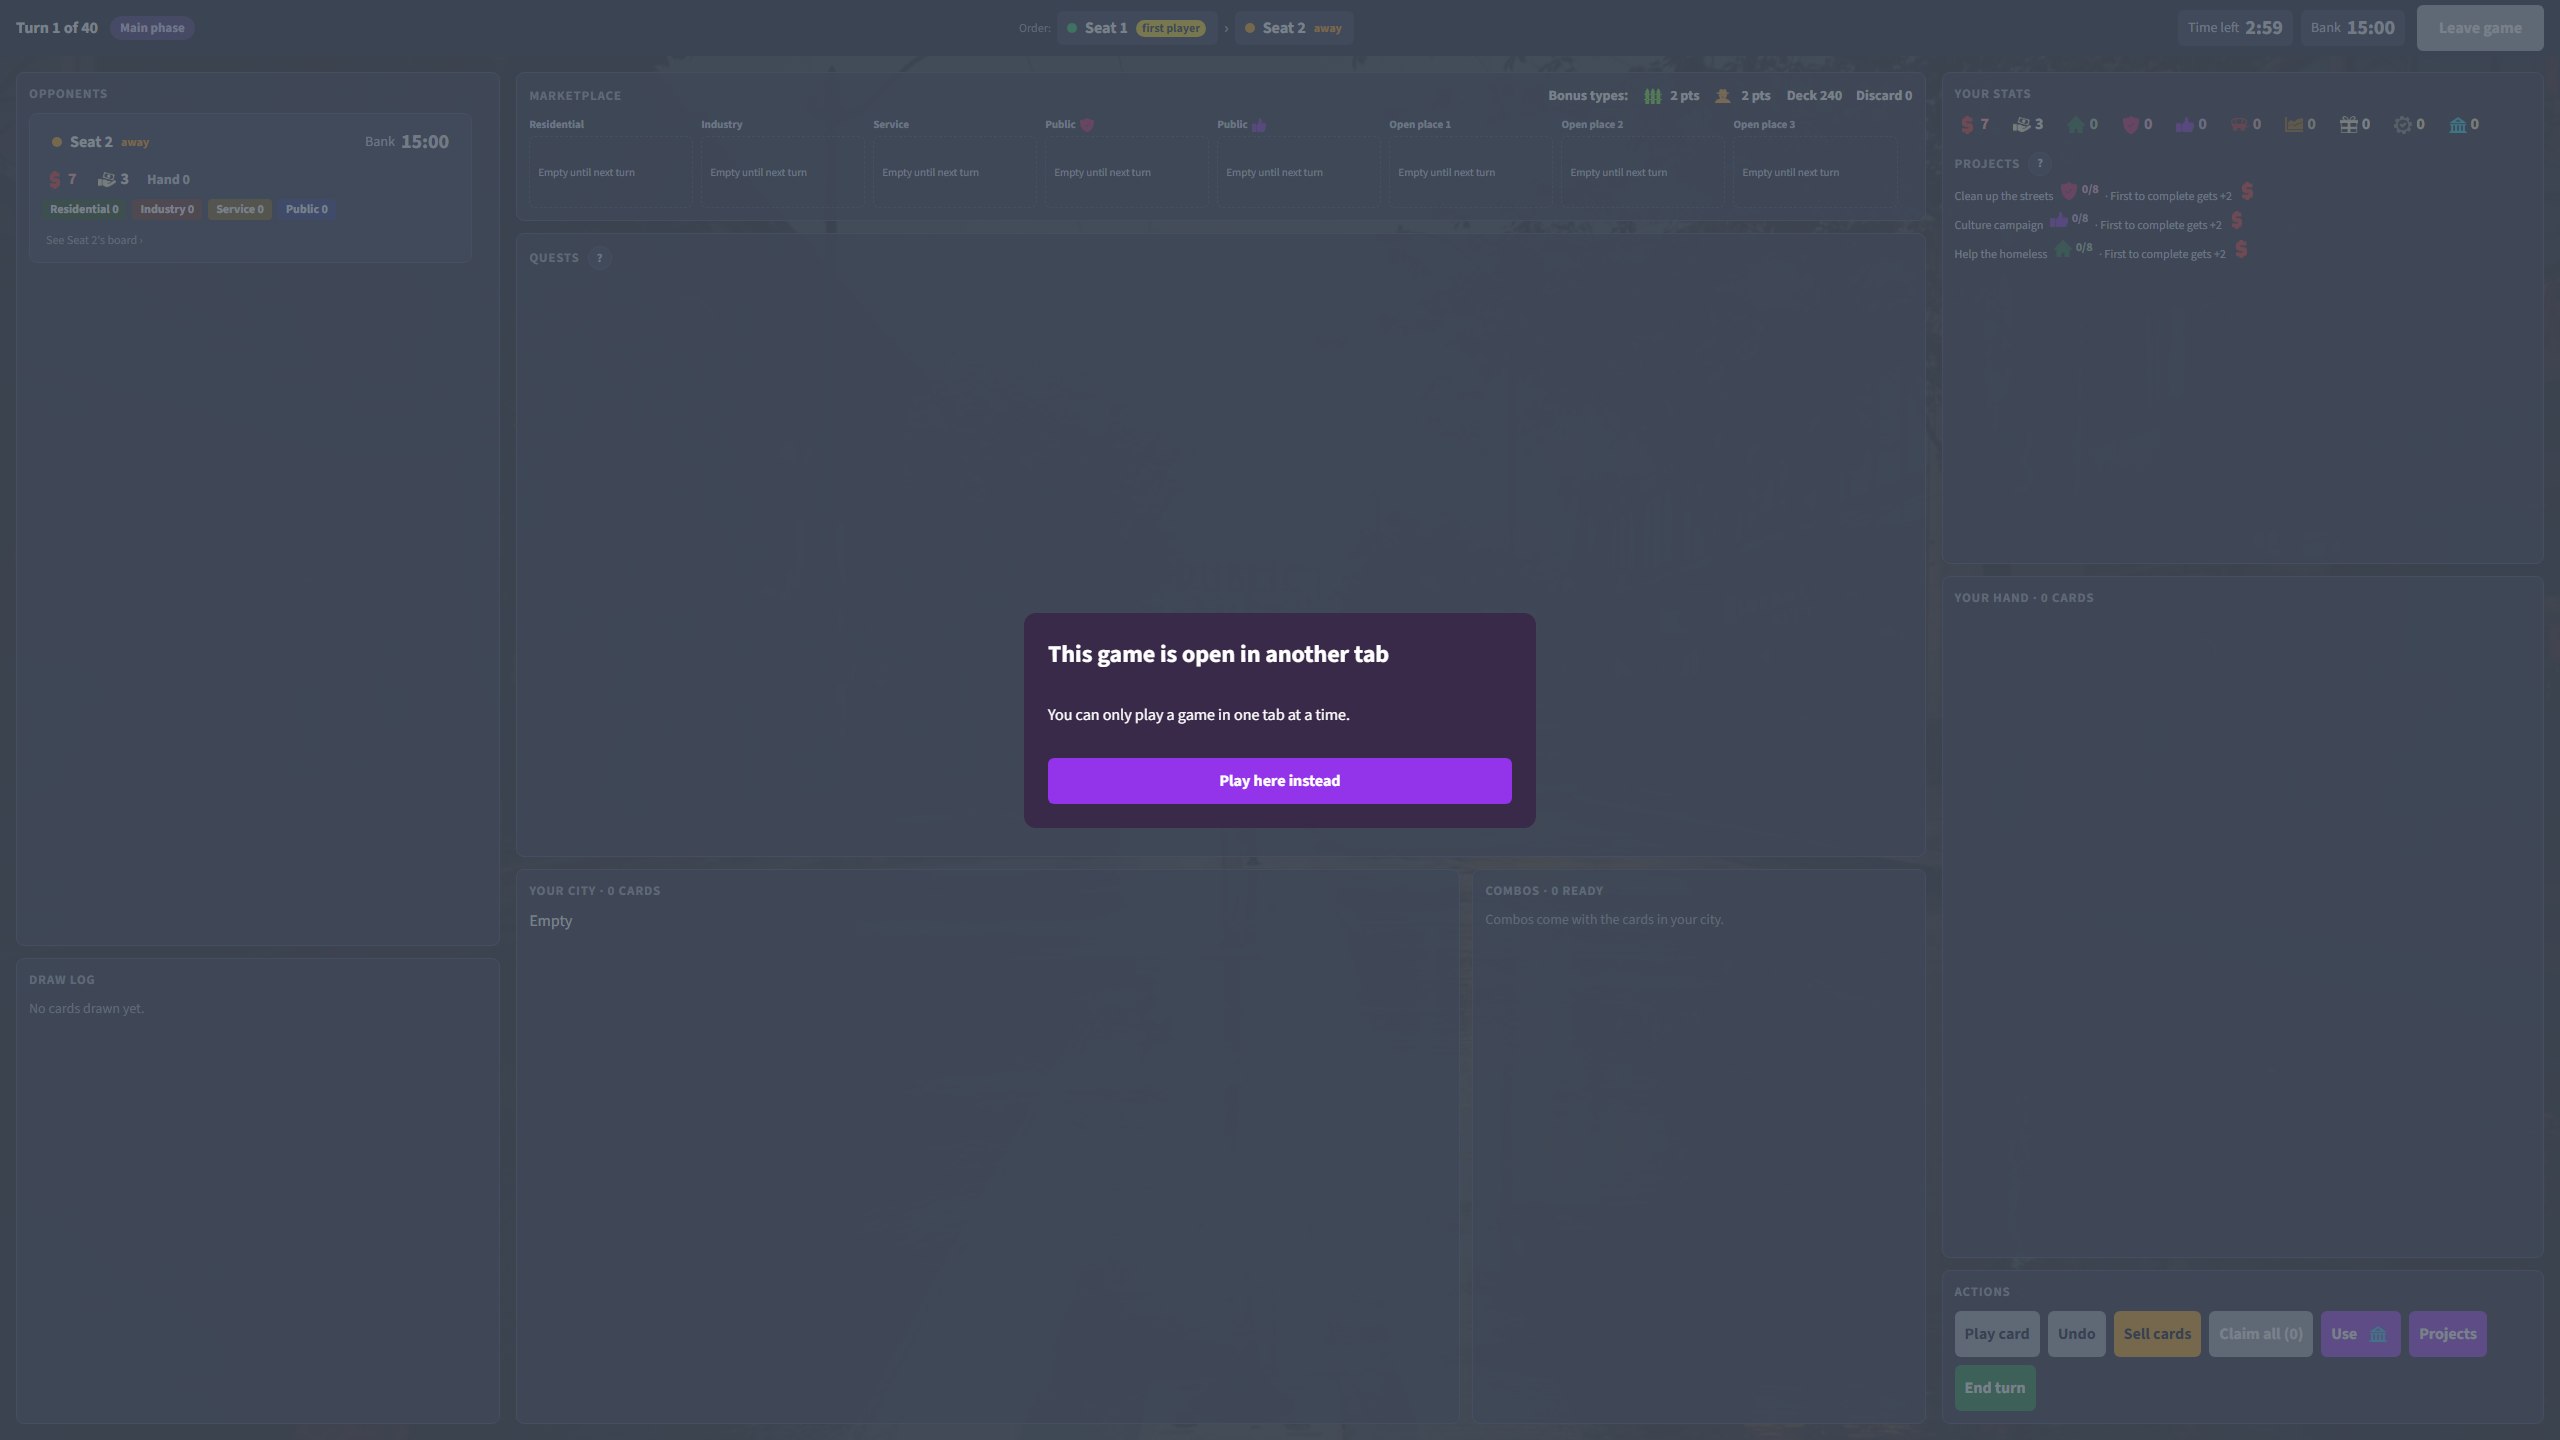 Turn 1 of 40 Main phase
Order: Seat 1 first player › Seat 2 away
Time left 2:59 Bank 15:00 Leave game
OPPONENTS
Seat 2 away Bank 15:00
7 3 Hand 0
Residential 0 Industry 0 Service 0 Public 0
See Seat 2's board ›
DRAW LOG
No cards drawn yet.
MARKETPLACE
Bonus types: 2 pts 2 pts Deck 240 Discard 0
Residential Industry Service Public Public Open place 1 Open place 2 Open place 3
Empty until next turn Empty until next turn Empty until next turn Empty until next turn Empty until next turn Empty until next turn Empty until next turn Empty until next turn
QUESTS ?
This game is open in another tab
You can only play a game in one tab at a time.
Play here instead
YOUR CITY · 0 CARDS
Empty
COMBOS · 0 READY
Combos come with the cards in your city.
YOUR STATS
7 3 0 0 0 0 0 0 0 0
PROJECTS ?
Clean up the streets 0/8 · First to complete gets +2
Culture campaign 0/8 · First to complete gets +2
Help the homeless 0/8 · First to complete gets +2
YOUR HAND · 0 CARDS
ACTIONS
Play card Undo Sell cards Claim all (0) Use Projects
End turn